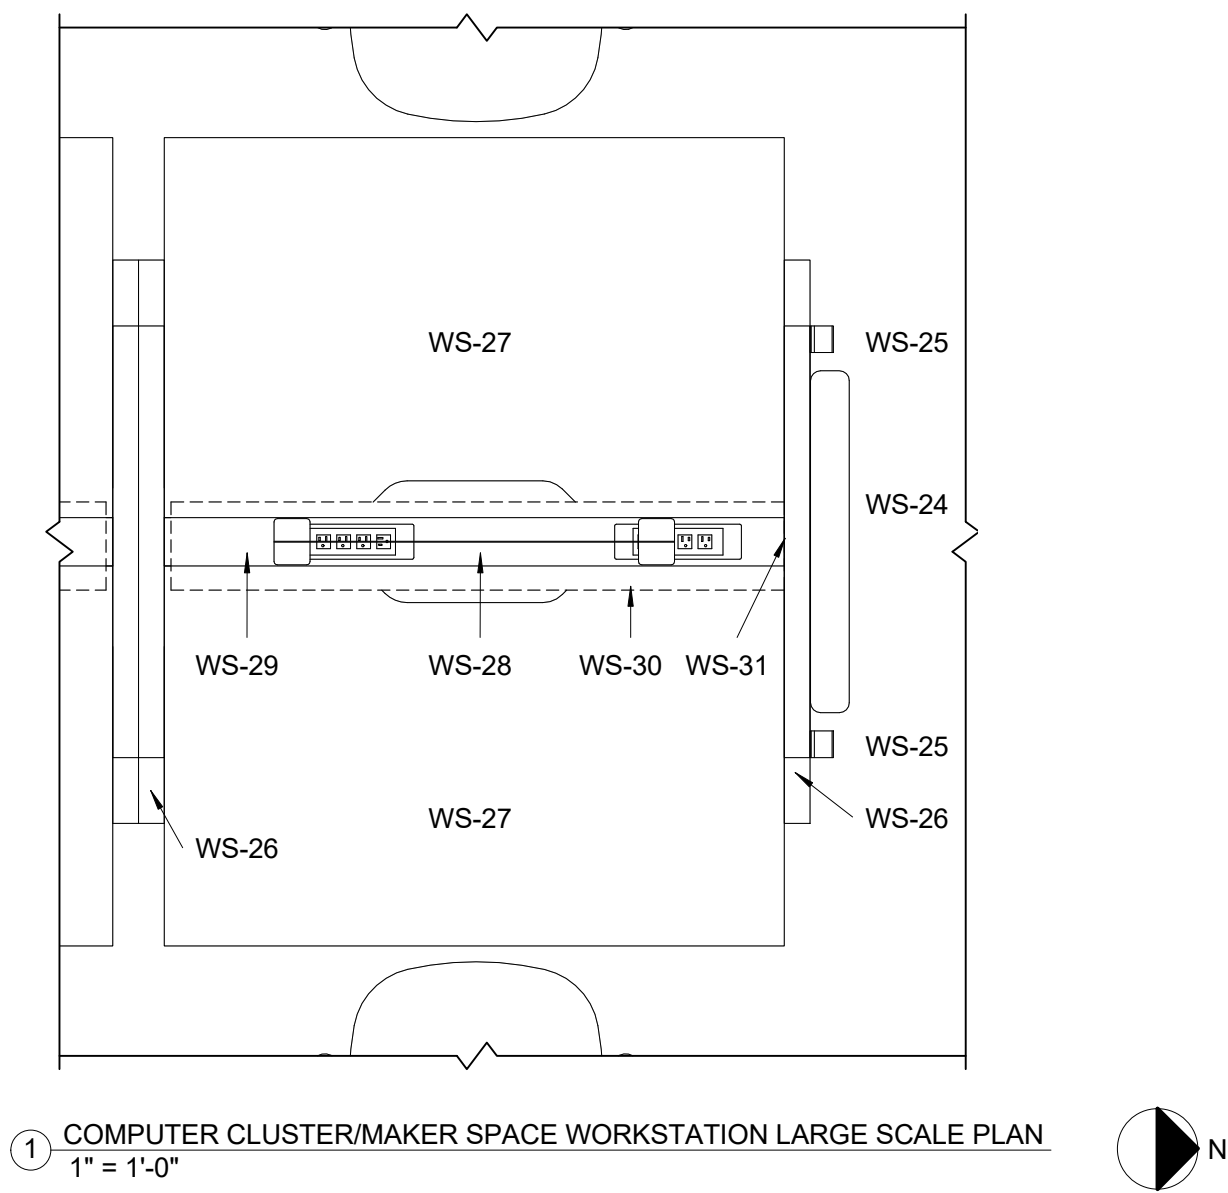 WS-27
WS-25
WS-24
WS-29
WS-28
WS-30
WS-31
WS-25
WS-27
WS-26
WS-26
1
COMPUTER CLUSTER/MAKER SPACE WORKSTATION LARGE SCALE PLAN
1" = 1'-0"
N